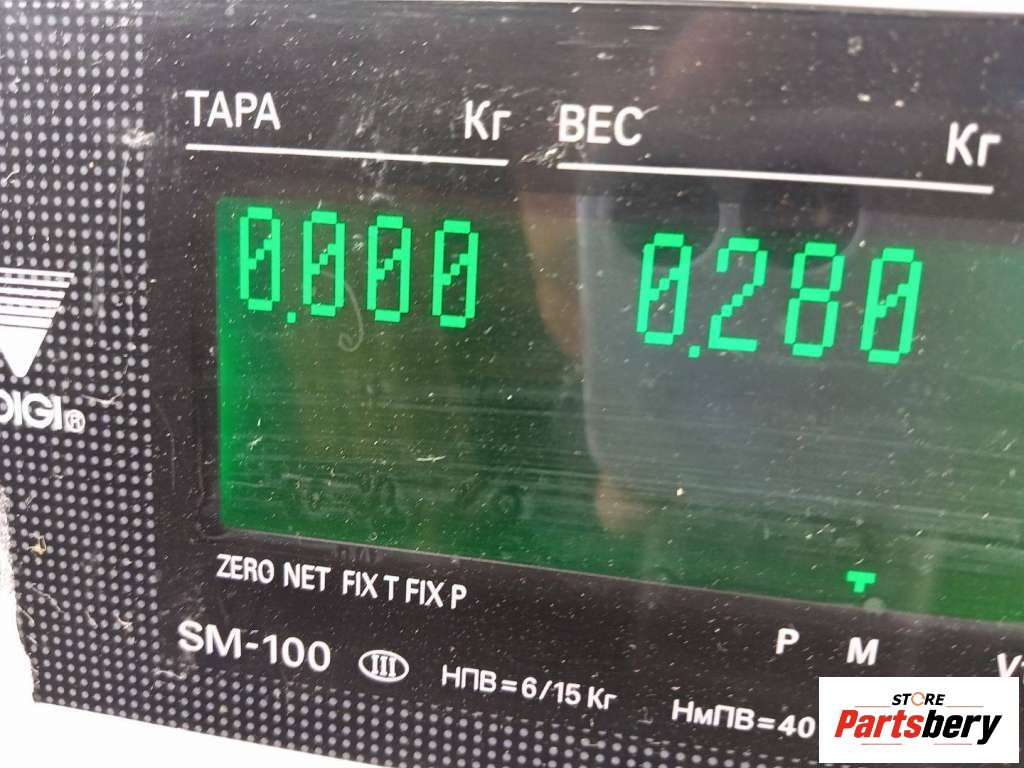 ТАРА Кг ВЕС Кг
0.000 0.280
DIGI®
ZERO NET FIX T FIX P
P M
SM-100 III НПВ = 6/15 Кг НмПВ = 40
STORE
Partsbery